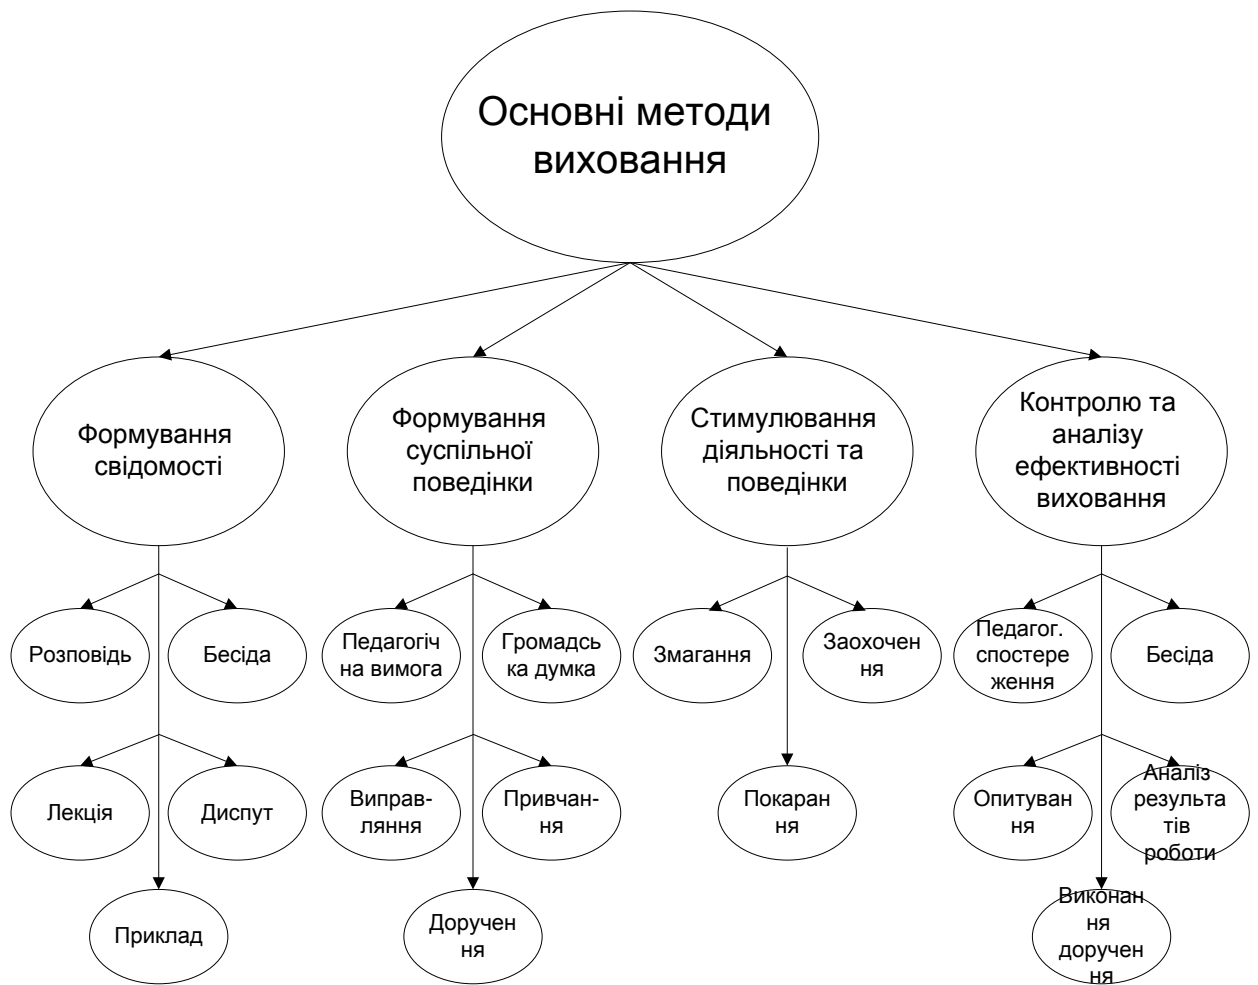 Основні методи
виховання
Формування
свідомості
Формування
суспільної
поведінки
Стимулювання
діяльності та
поведінки
Контролю та
аналізу
ефективності
виховання
Розповідь
Бесіда
Педагогіч
на вимога
Громадсь
ка думка
Змагання
Заохочен
ня
Педагог.
спостере
ження
Бесіда
Лекція
Диспут
Виправ-
ляння
Привчан-
ня
Покаран
ня
Опитуван
ня
Аналіз
результа
тів
роботи
Приклад
Доручен
ня
Виконан
ня
доручен
ня